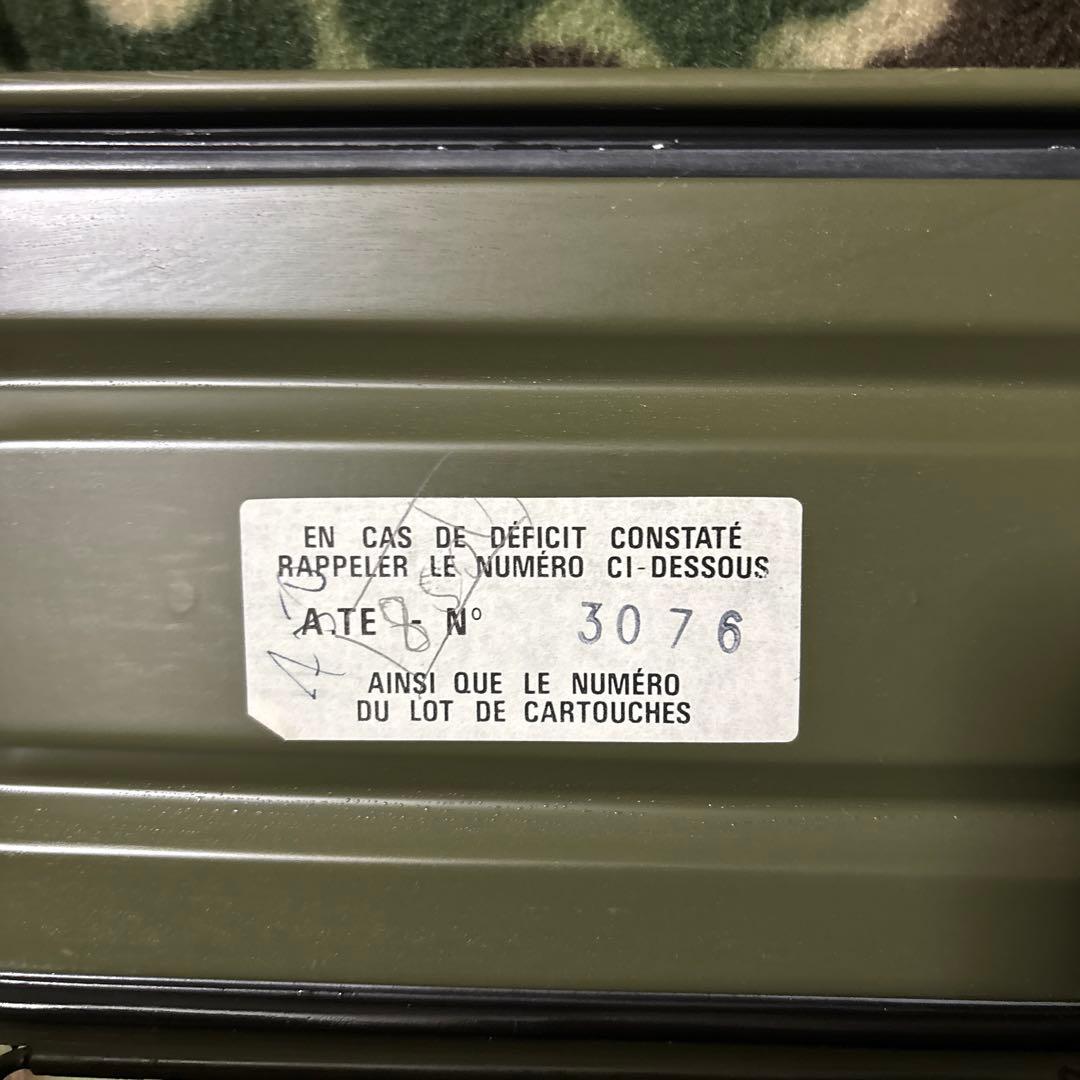 EN CAS DE DÉFICIT CONSTATÉ
RAPPELER LE NUMÉRO CI-DESSOUS
A.TE 8 - N° 3076
AINSI QUE LE NUMÉRO
DU LOT DE CARTOUCHES